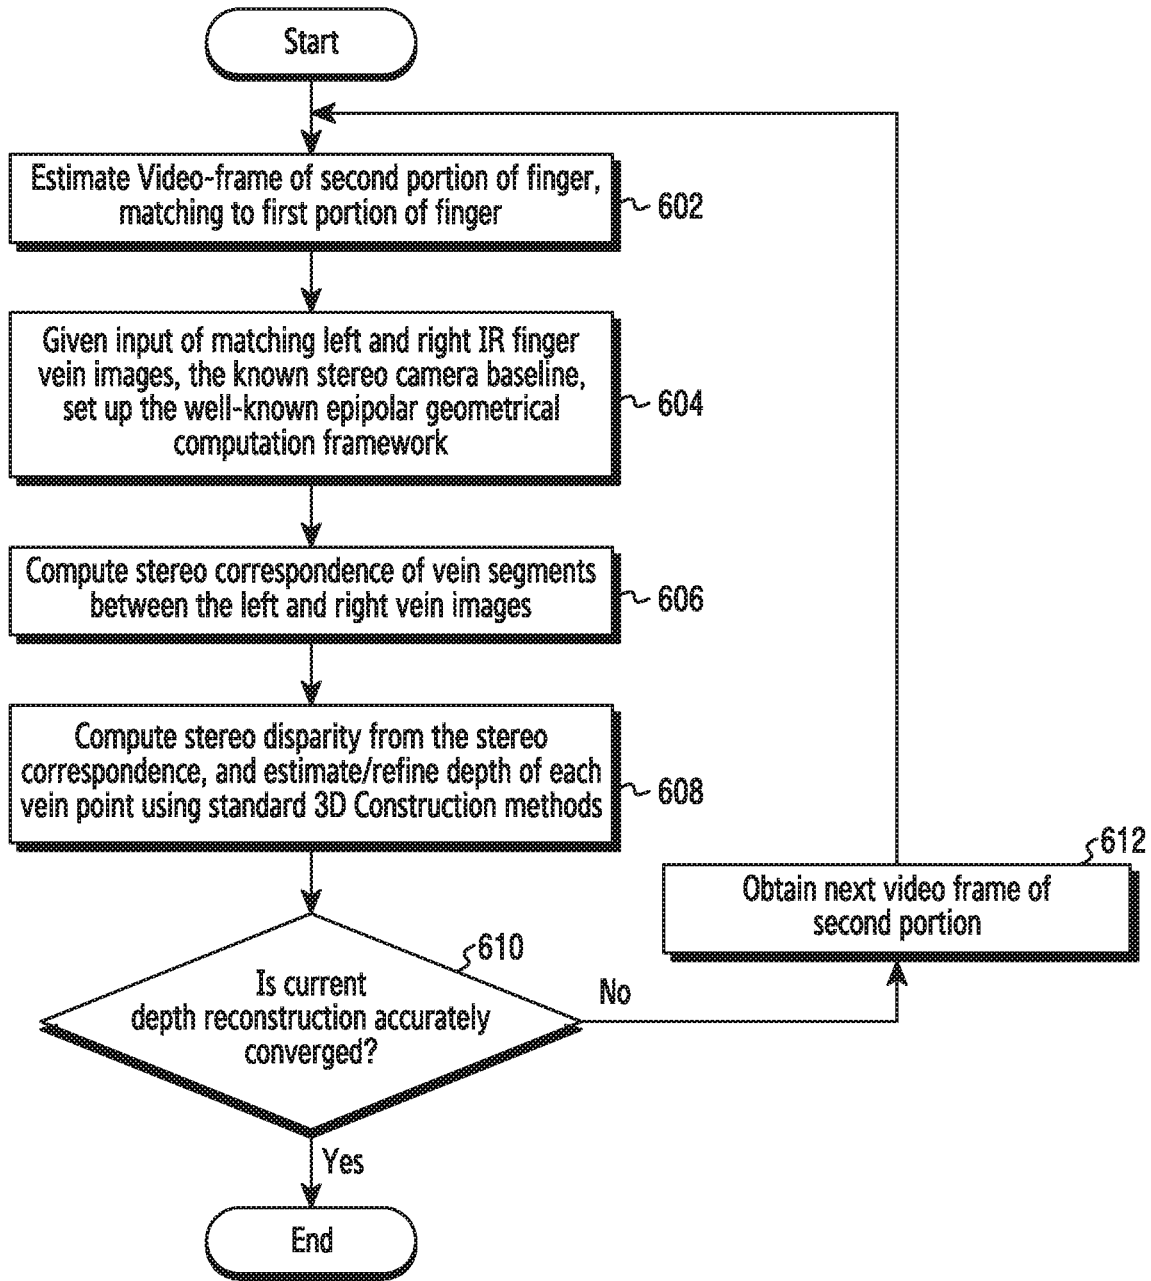 Start
Estimate Video-frame of second portion of finger,
matching to first portion of finger
602
Given input of matching left and right IR finger
vein images, the known stereo camera baseline,
set up the well-known epipolar geometrical
computation framework
604
Compute stereo correspondence of vein segments
between the left and right vein images
606
Compute stereo disparity from the stereo
correspondence, and estimate/refine depth of each
vein point using standard 3D Construction methods
608
612
Obtain next video frame of
second portion
610
Is current
depth reconstruction accurately
converged?
No
Yes
End